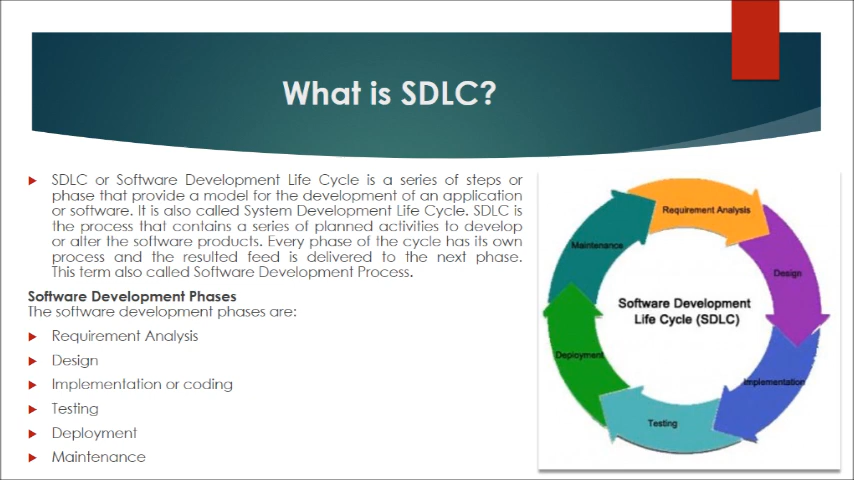 What is SDLC?
SDLC or Software Development Life Cycle is a series of steps or
phase that provide a model for the development of an application
or software. It is also called System Development Life Cycle. SDLC is
the process that contains a series of planned activities to develop
or alter the software products. Every phase of the cycle has its own
process and the resulted feed is delivered to the next phase.
This term also called Software Development Process.
Software Development Phases
The software development phases are:
Requirement Analysis
Design
Implementation or coding
Testing
Deployment
Maintenance
Requirement Analysis
Design
Implementation
Testing
Deployment
Maintenance
Software Development
Life Cycle (SDLC)